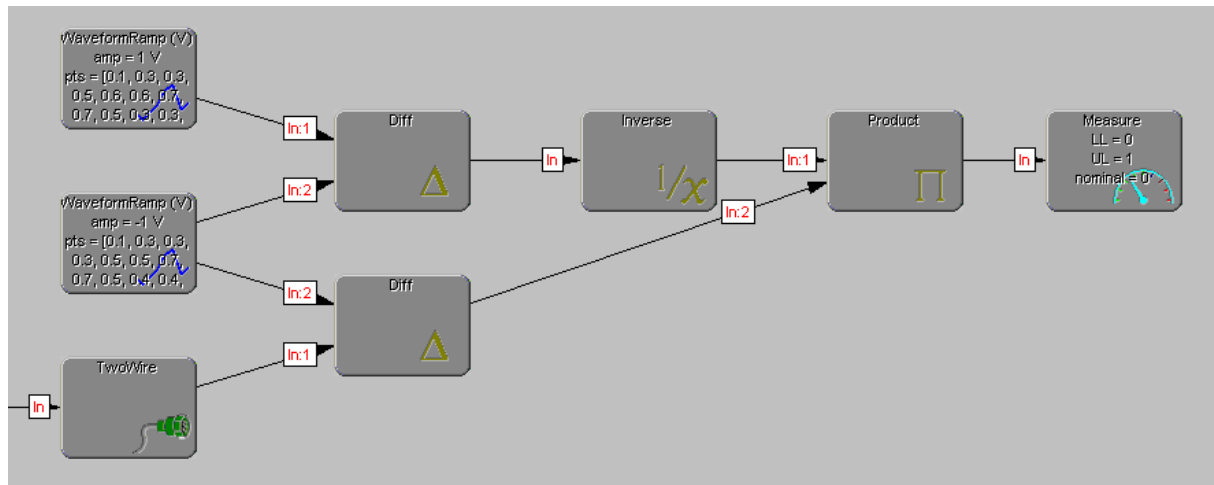 WaveformRamp (V)
amp = 1 V
pts = [0.1, 0.3, 0.3,
0.5, 0.6, 0.6, 0.7,
0.7, 0.5, 0.3, 0.3,
In:1
Diff
Δ
In
Inverse
1/x
In:1
Product
∏
In
Measure
LL = 0
UL = 1
nominal = 0
In:2
WaveformRamp (V)
amp = -1 V
pts = [0.1, 0.3, 0.3,
0.3, 0.5, 0.5, 0.7,
0.7, 0.5, 0.4, 0.4,
In:2
In:2
Diff
Δ
In:1
In
TwoWire